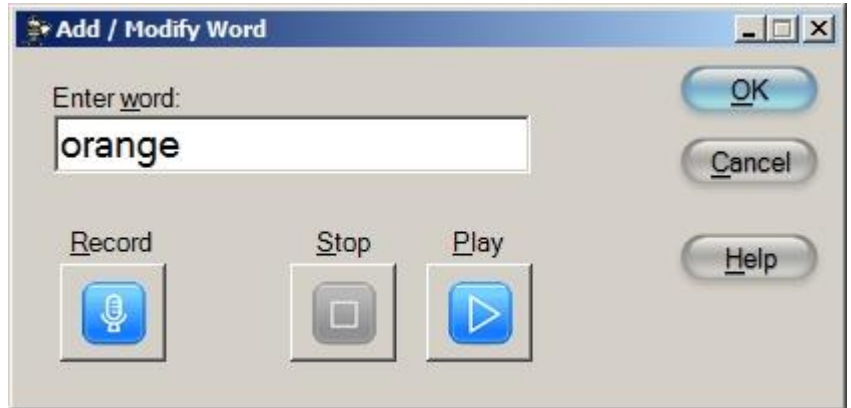 Add / Modify Word
Enter word:
orange
OK
Cancel
Record
Stop
Play
Help